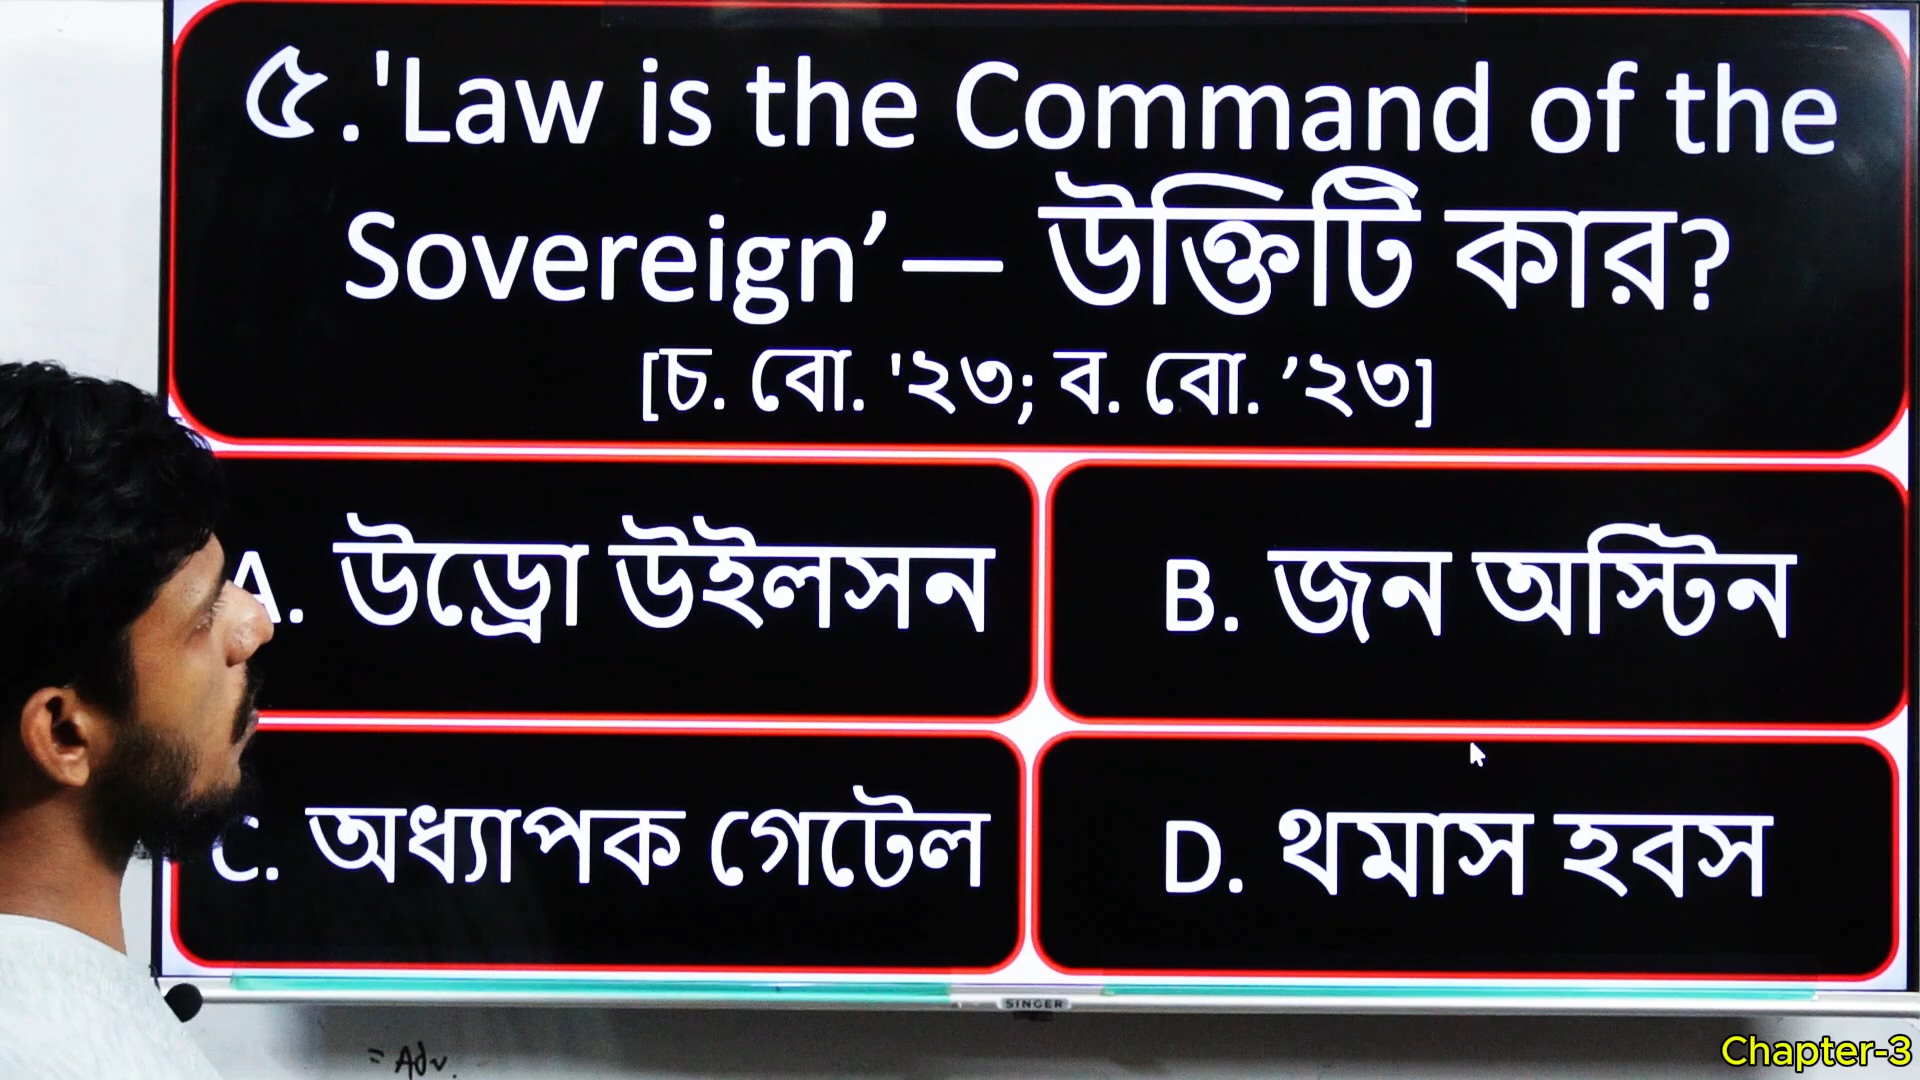 ৫. 'Law is the Command of the
Sovereign’ — উক্তিটি কার?
[চ. বো. '২৩; ব. বো. ’২৩]
A. উড্রো উইলসন
B. জন অস্টিন
C. অধ্যাপক গেটেল
D. থমাস হবস
SINGER
= Adv.
Chapter-3